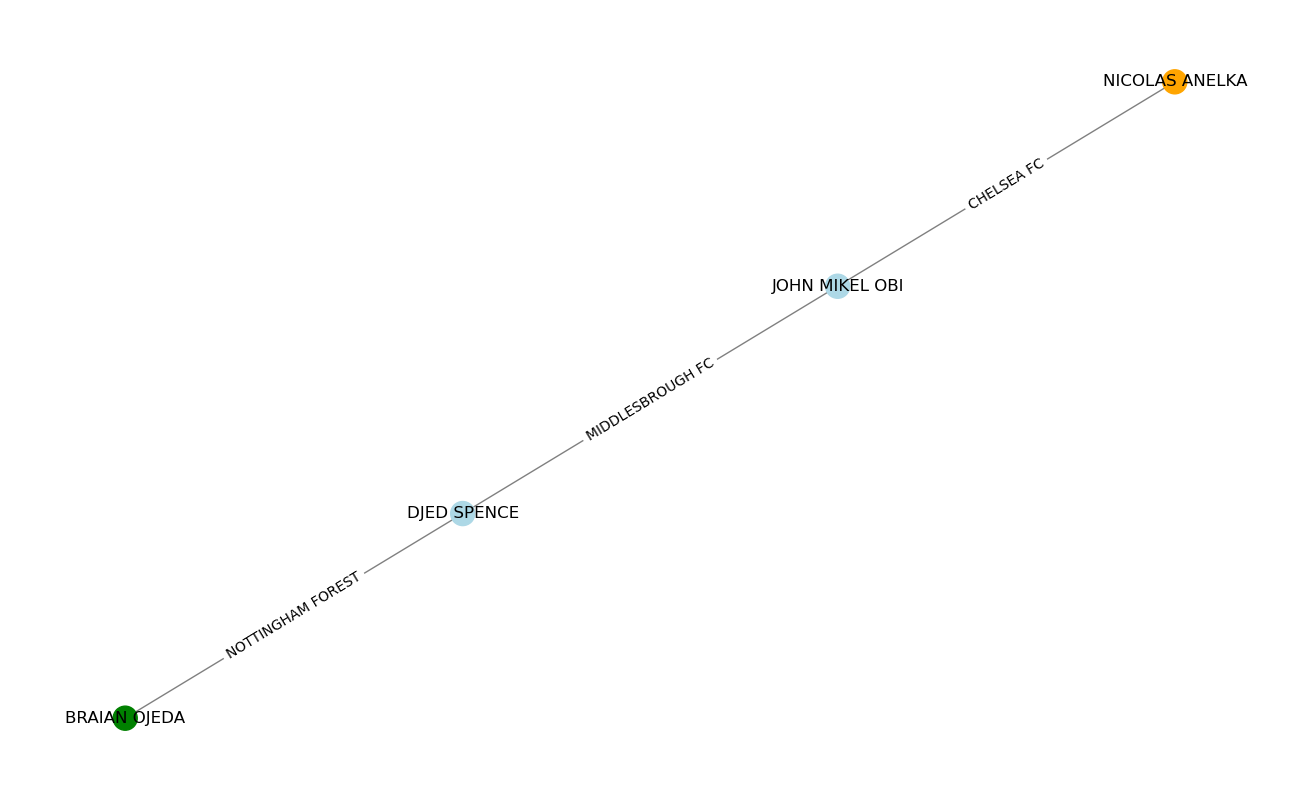 NICOLAS ANELKA
CHELSEA FC
JOHN MIKEL OBI
MIDDLESBROUGH FC
DJED SPENCE
NOTTINGHAM FOREST
BRAIAN OJEDA